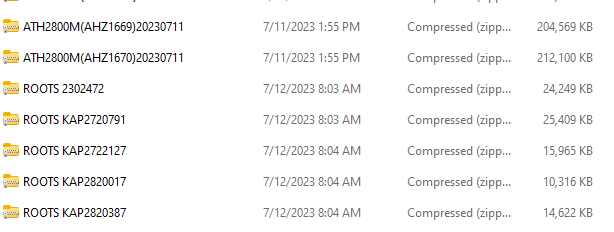 ATH2800M(AHZ1669)20230711 7/11/2023 1:55 PM Compressed (zipp... 204,569 KB
ATH2800M(AHZ1670)20230711 7/11/2023 1:55 PM Compressed (zipp... 212,100 KB
ROOTS 2302472 7/12/2023 8:03 AM Compressed (zipp... 24,249 KB
ROOTS KAP2720791 7/12/2023 8:03 AM Compressed (zipp... 25,409 KB
ROOTS KAP2722127 7/12/2023 8:04 AM Compressed (zipp... 15,965 KB
ROOTS KAP2820017 7/12/2023 8:04 AM Compressed (zipp... 10,316 KB
ROOTS KAP2820387 7/12/2023 8:04 AM Compressed (zipp... 14,622 KB